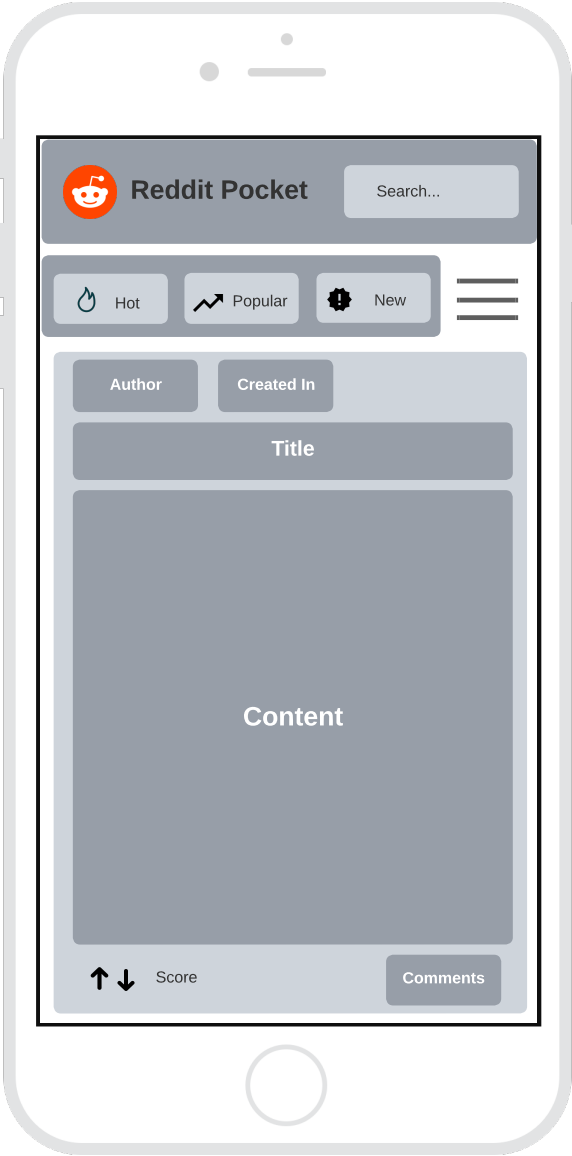 Reddit Pocket
Search...
Hot
Popular
New
Author
Created In
Title
Content
Score
Comments